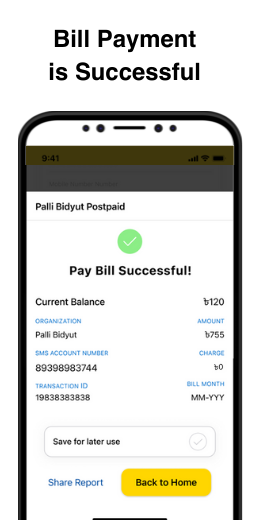 Bill Payment
is Successful
9:41
Palli Bidyut Postpaid
Pay Bill Successful!
Current Balance ৳120
ORGANIZATION AMOUNT
Palli Bidyut ৳755
SMS ACCOUNT NUMBER CHARGE
89398983744 ৳0
TRANSACTION ID BILL MONTH
19838383838 MM-YYY
Save for later use
Share Report Back to Home